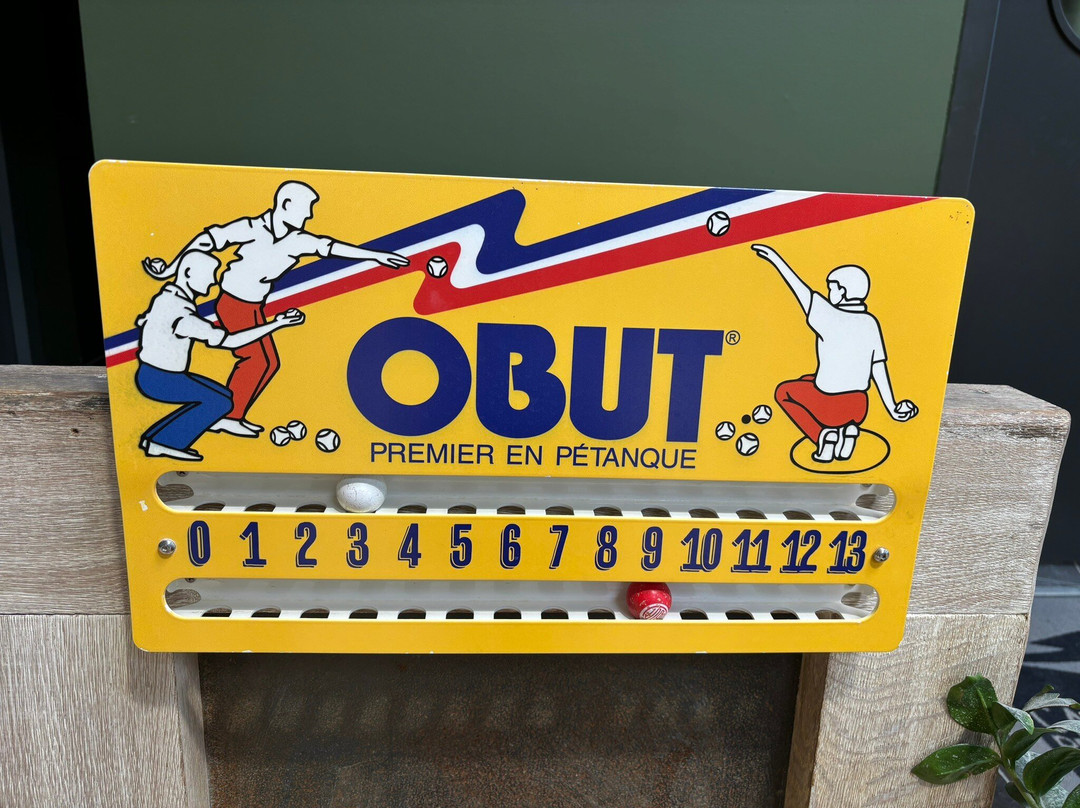 OBUT®
PREMIER EN PÉTANQUE
0 1 2 3 4 5 6 7 8 9 10 11 12 13